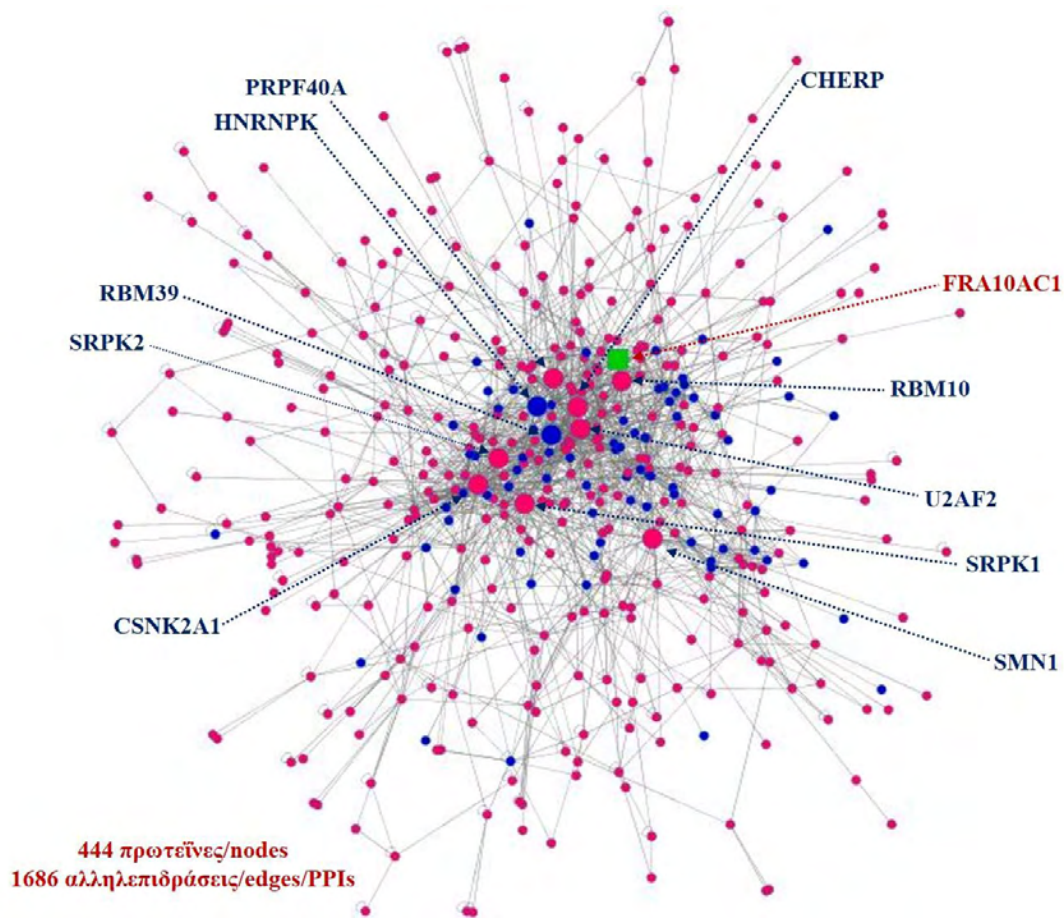 PRPF40A
CHERP
HNRNPK
RBM39
FRA10AC1
SRPK2
RBM10
U2AF2
SRPK1
CSNK2A1
SMN1
444 πρωτεΐνες/nodes
1686 αλληλεπιδράσεις/edges/PPIs